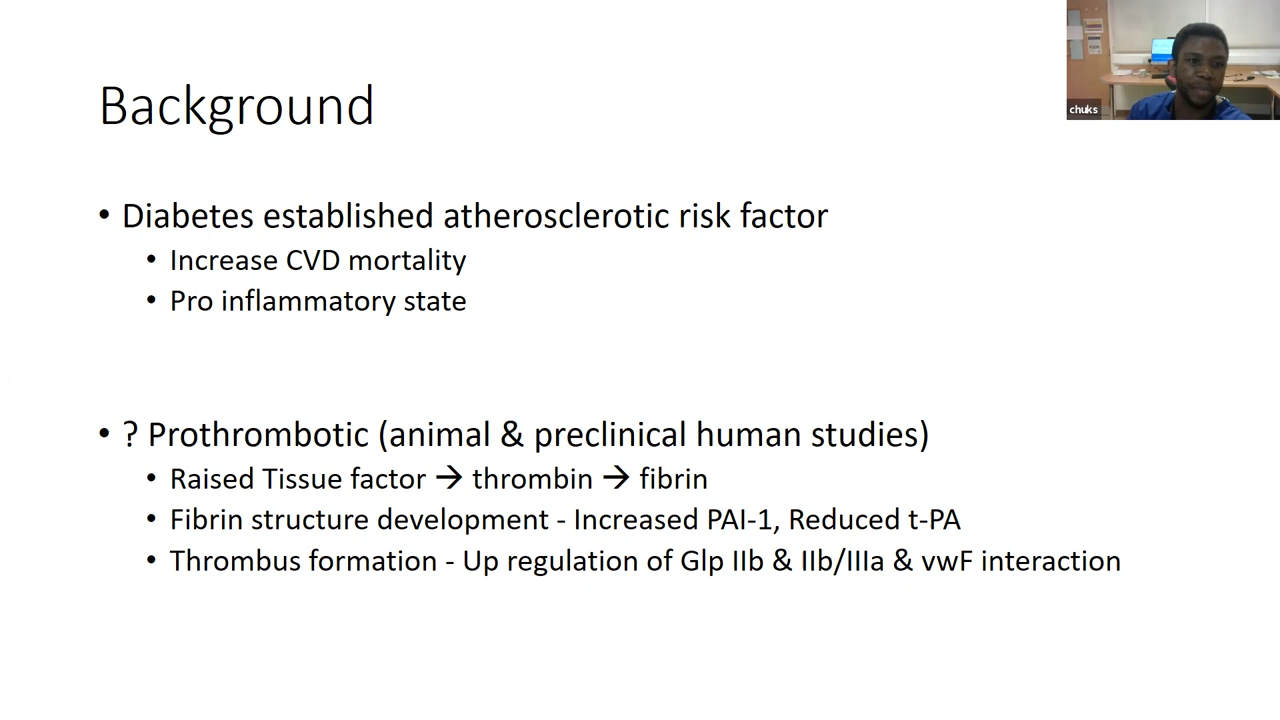 chuks
Background
• Diabetes established atherosclerotic risk factor
• Increase CVD mortality
• Pro inflammatory state
• ? Prothrombotic (animal & preclinical human studies)
• Raised Tissue factor → thrombin → fibrin
• Fibrin structure development - Increased PAI-1, Reduced t-PA
• Thrombus formation - Up regulation of Glp IIb & IIb/IIIa & vwF interaction